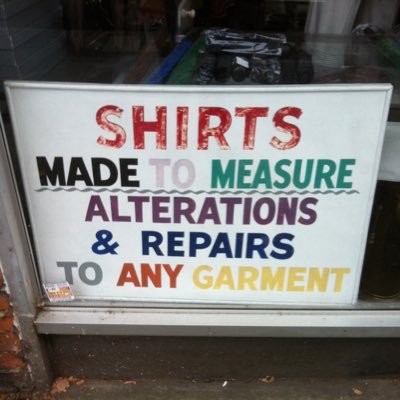 SHIRTS
MADE TO MEASURE
ALTERATIONS
& REPAIRS
TO ANY GARMENT